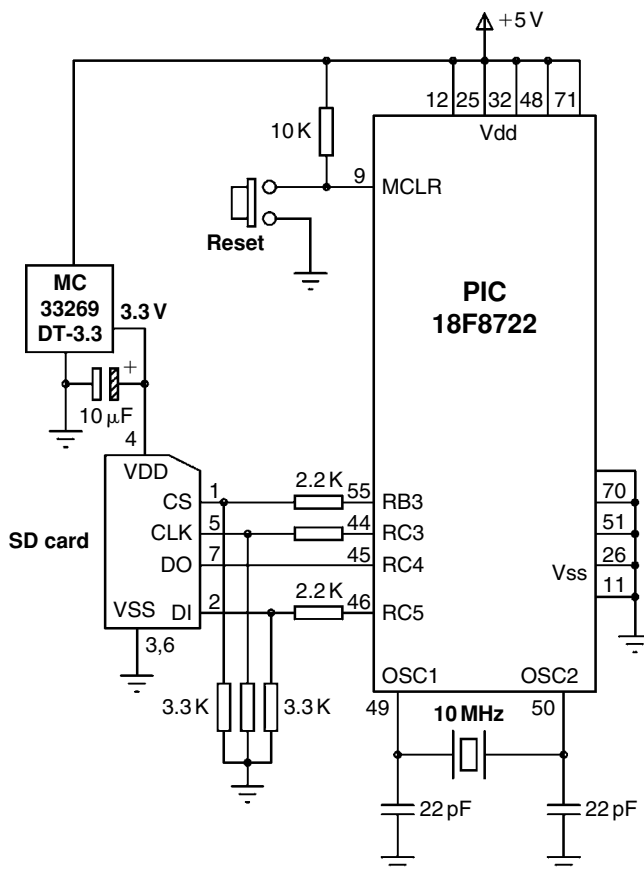 +5 V
12 25 32 48 71
Vdd
10 K
9
MCLR
Reset
MC
33269
DT-3.3
3.3 V
PIC
18F8722
+
10 μF
4
VDD
SD card
CS
1
2.2 K
55
RB3
CLK
5
44
RC3
DO
7
45
RC4
VSS
DI
2
2.2 K
46
RC5
3,6
70
51
26
Vss
11
3.3 K
3.3 K
OSC1
OSC2
49
10 MHz
50
22 pF
22 pF